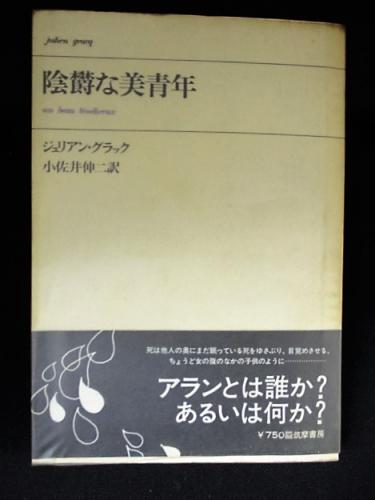 julien gracq
陰欝な美青年
un beau ténébreux
ジュリアン・グラック
小佐井伸二訳
死は他人の奥にまだ眠っている死をゆさぶり、目覚めさせる、
ちょうど女の腹のなかの子供のように……………
アランとは誰か?
あるいは何か?
￥750 筑摩書房